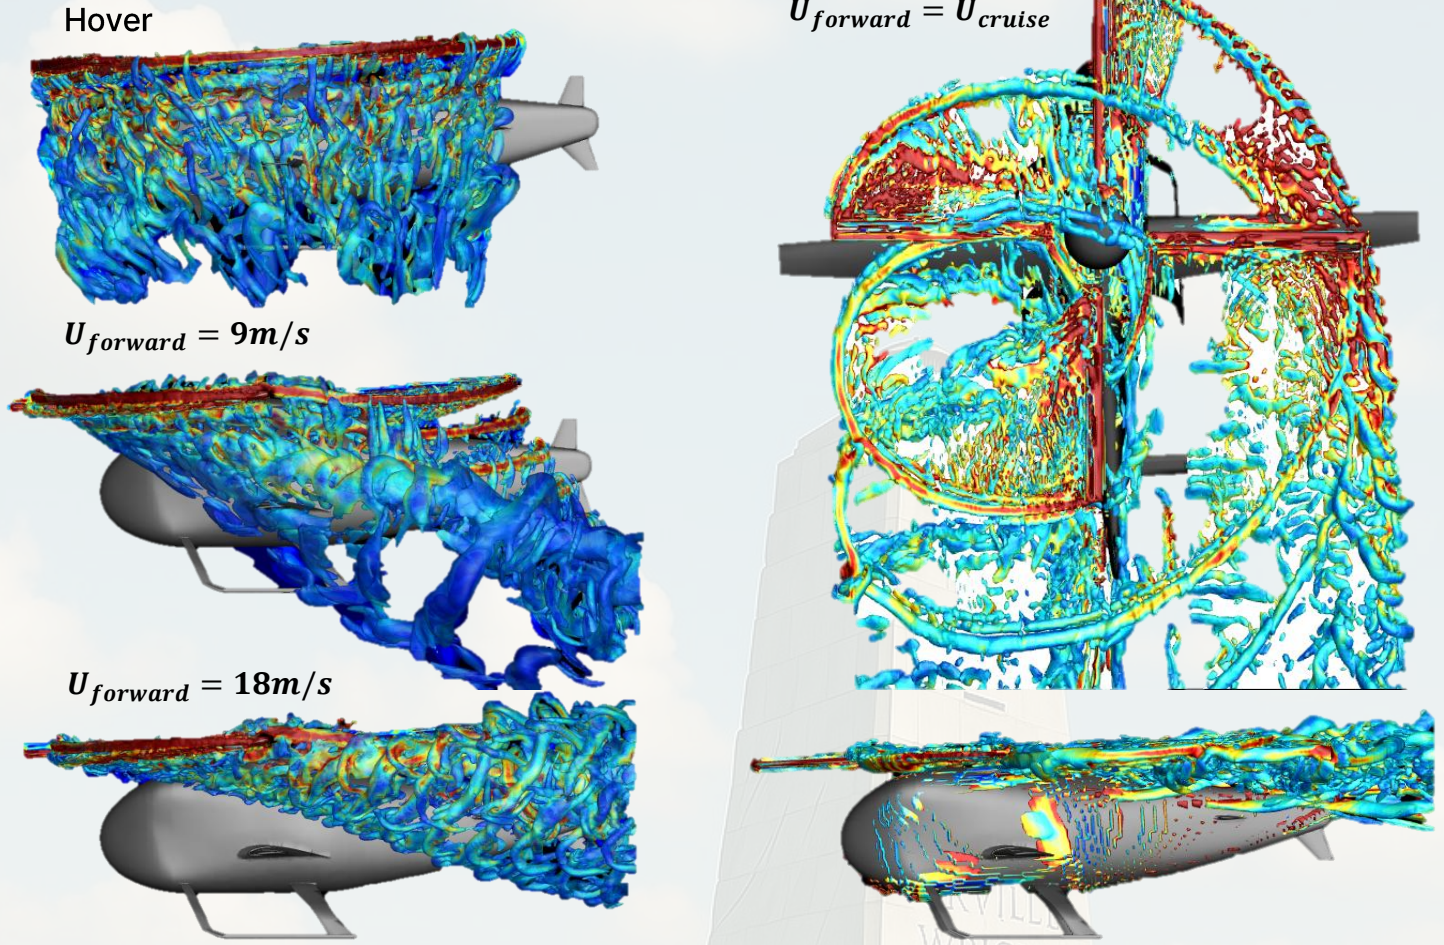 Hover
U_forward = U_cruise
U_forward = 9m/s
U_forward = 18m/s